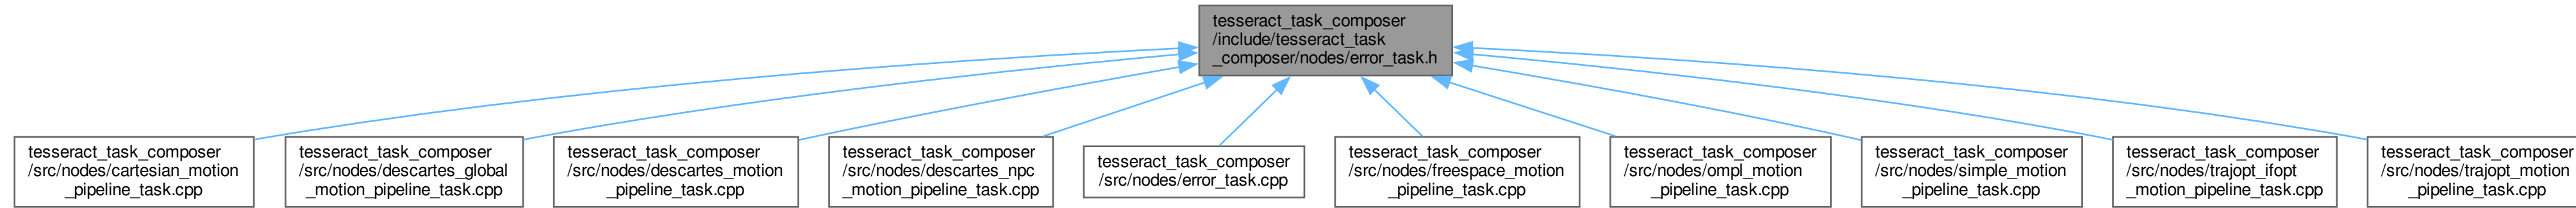 tesseract_task_composer
/include/tesseract_task
_composer/nodes/error_task.h
tesseract_task_composer
/src/nodes/cartesian_motion
_pipeline_task.cpp
tesseract_task_composer
/src/nodes/descartes_global
_motion_pipeline_task.cpp
tesseract_task_composer
/src/nodes/descartes_motion
_pipeline_task.cpp
tesseract_task_composer
/src/nodes/descartes_npc
_motion_pipeline_task.cpp
tesseract_task_composer
/src/nodes/error_task.cpp
tesseract_task_composer
/src/nodes/freespace_motion
_pipeline_task.cpp
tesseract_task_composer
/src/nodes/ompl_motion
_pipeline_task.cpp
tesseract_task_composer
/src/nodes/simple_motion
_pipeline_task.cpp
tesseract_task_composer
/src/nodes/trajopt_ifopt
_motion_pipeline_task.cpp
tesseract_task_composer
/src/nodes/trajopt_motion
_pipeline_task.cpp